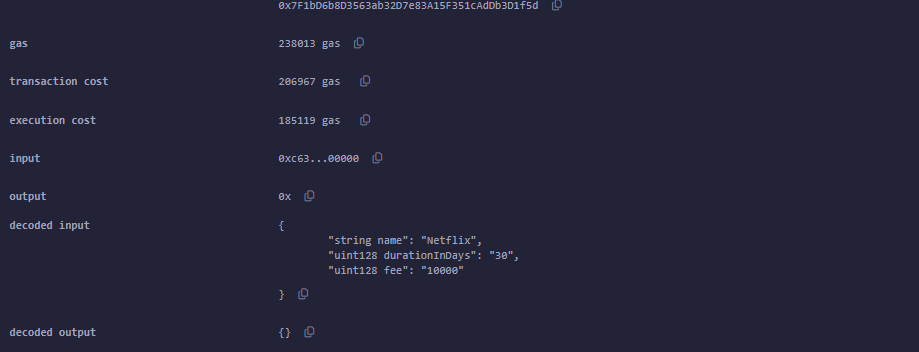 0x7F1bD6b8D3563ab32D7e83A15F351cAdDb3D1f5d
gas 238013 gas
transaction cost 206967 gas
execution cost 185119 gas
input 0xc63...00000
output 0x
decoded input {
"string name": "Netflix",
"uint128 durationInDays": "30",
"uint128 fee": "10000"
}
decoded output {}